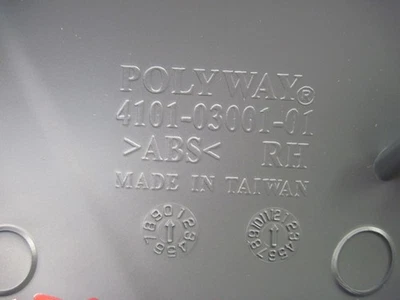 POLYWAY®
4101-03001-01
>ABS< RH
MADE IN TAIWAN